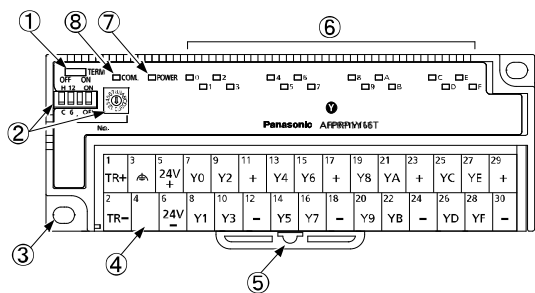 ① ⑧ ⑦ ⑥
TERM.
OFF ON
COM. POWER
0 2 4 6 8 A C E
1 3 5 7 9 B D F
H 12 ON
C 6
②
No.
Y
Panasonic
1 3 5 7 9 11 13 15 17 19 21 23 25 27 29
TR+ 24V + Y0 Y2 + Y4 Y6 + Y8 YA + YC YE +
2 4 6 8 10 12 14 16 18 20 22 24 26 28 30
TR− 24V − Y1 Y3 − Y5 Y7 − Y9 YB − YD YF −
③
④
⑤